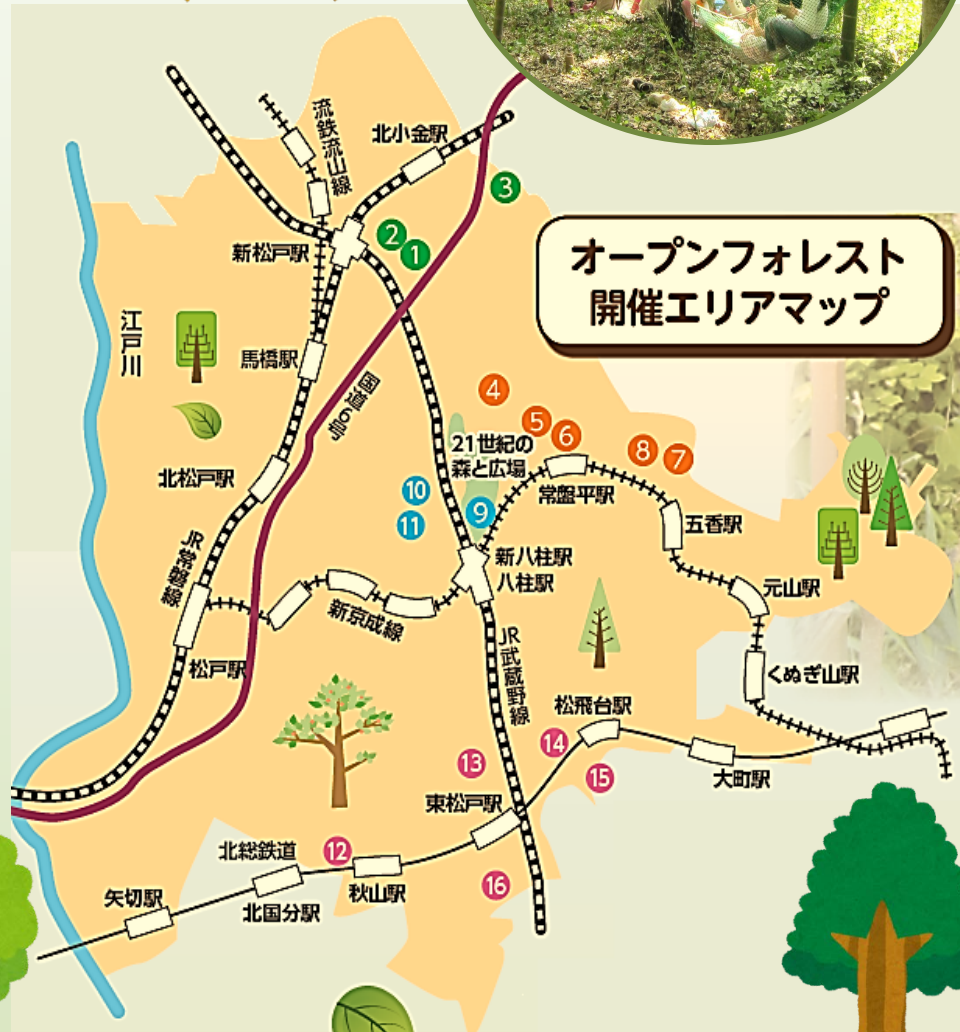 流鉄流山線
北小金駅
3
新松戸駅
2
1
オープンフォレスト
開催エリアマップ
江戸川
馬橋駅
国道6号
4
5
6
8
7
21世紀の
森と広場
北松戸駅
常盤平駅
10
9
11
五香駅
新八柱駅
八柱駅
JR常磐線
元山駅
新京成線
JR武蔵野線
松戸駅
くぬぎ山駅
松飛台駅
14
13
15
大町駅
東松戸駅
北総鉄道
12
秋山駅
16
矢切駅
北国分駅